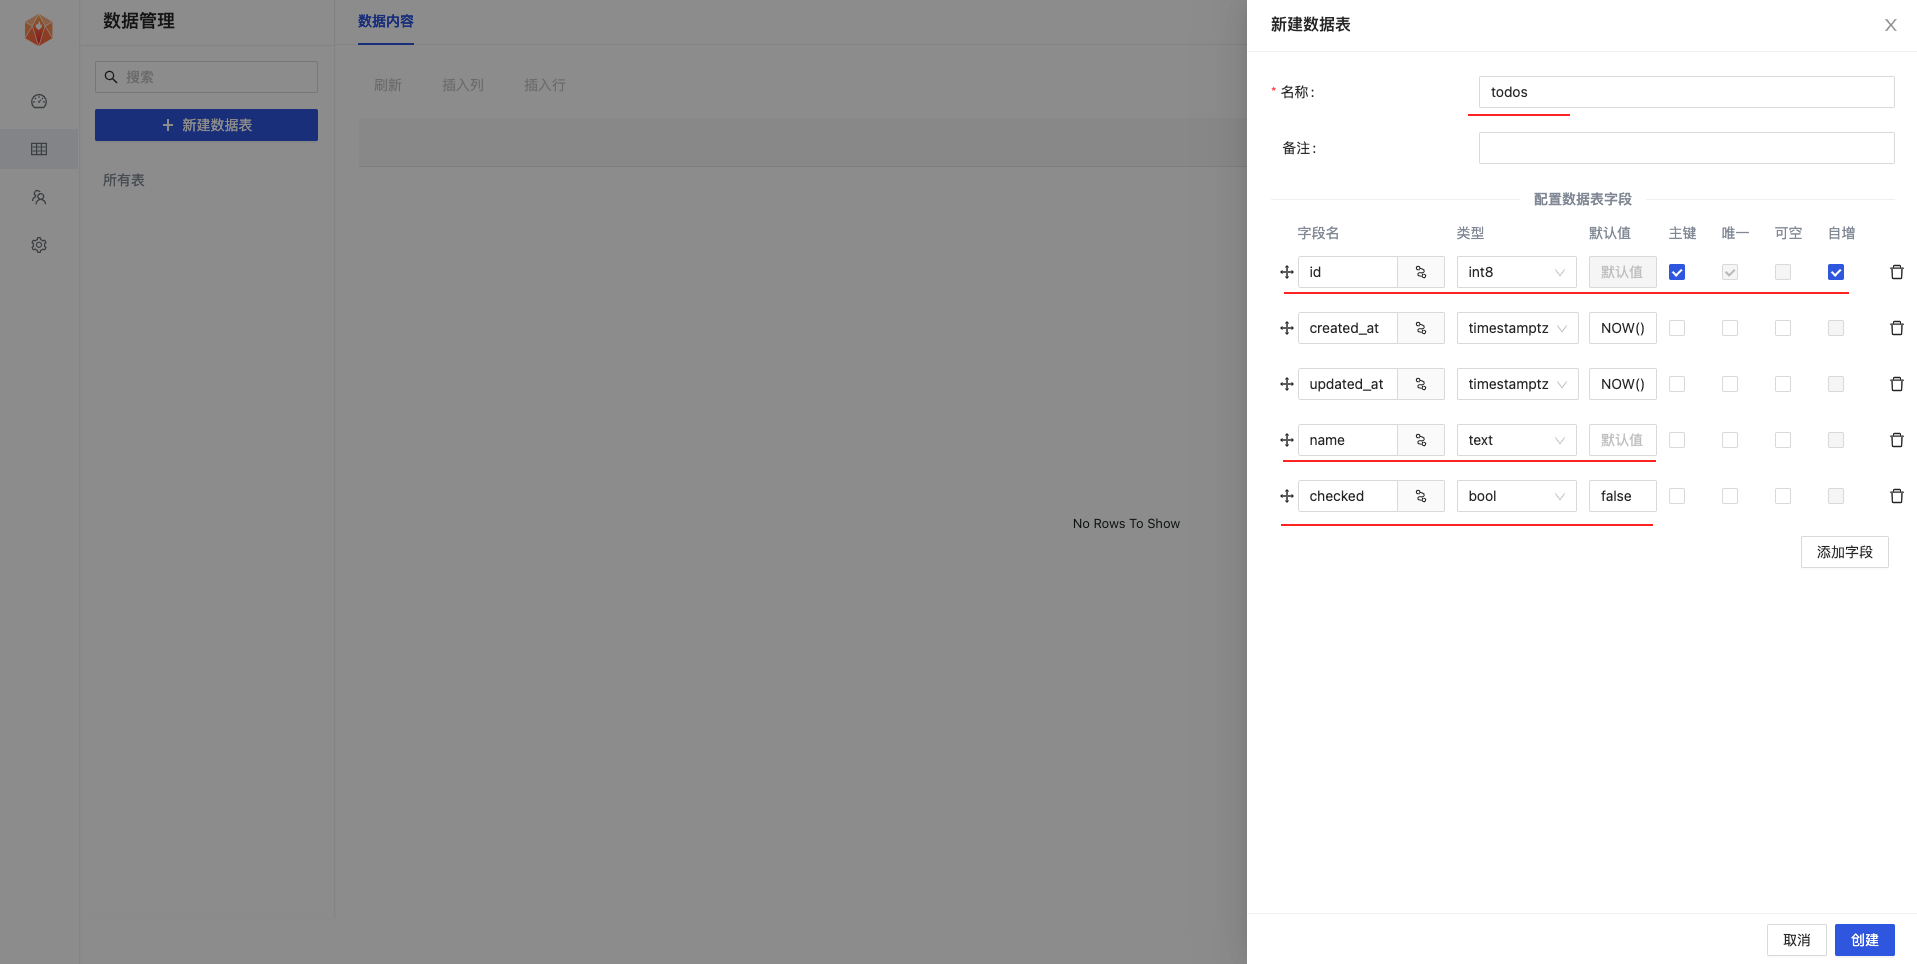 数据管理
搜索
新建数据表
所有表
数据内容
刷新 插入列 插入行
No Rows To Show
新建数据表
* 名称: todos
备注:
配置数据表字段
字段名 类型 默认值 主键 唯一 可空 自增
id int8 默认值
created_at timestamptz NOW()
updated_at timestamptz NOW()
name text 默认值
checked bool false
添加字段
取消 创建